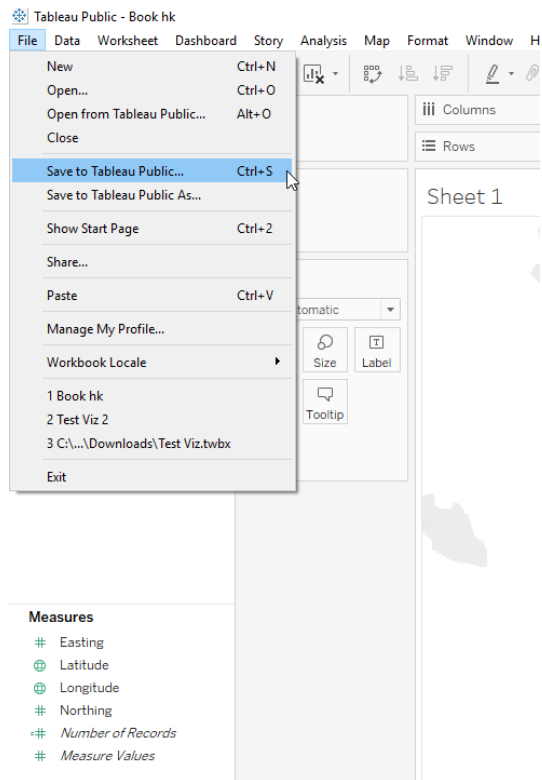 Tableau Public - Book hk
File Data Worksheet Dashboard Story Analysis Map Format Window H
New Ctrl+N
Open... Ctrl+O
Open from Tableau Public... Alt+O
Close
Save to Tableau Public... Ctrl+S
Save to Tableau Public As...
Show Start Page Ctrl+2
Share...
Paste Ctrl+V
Manage My Profile...
Workbook Locale
1 Book hk
2 Test Viz 2
3 C:\...\Downloads\Test Viz.twbx
Exit
Columns
Rows
Sheet 1
tomatic
Size Label
Tooltip
Measures
Easting
Latitude
Longitude
Northing
Number of Records
Measure Values